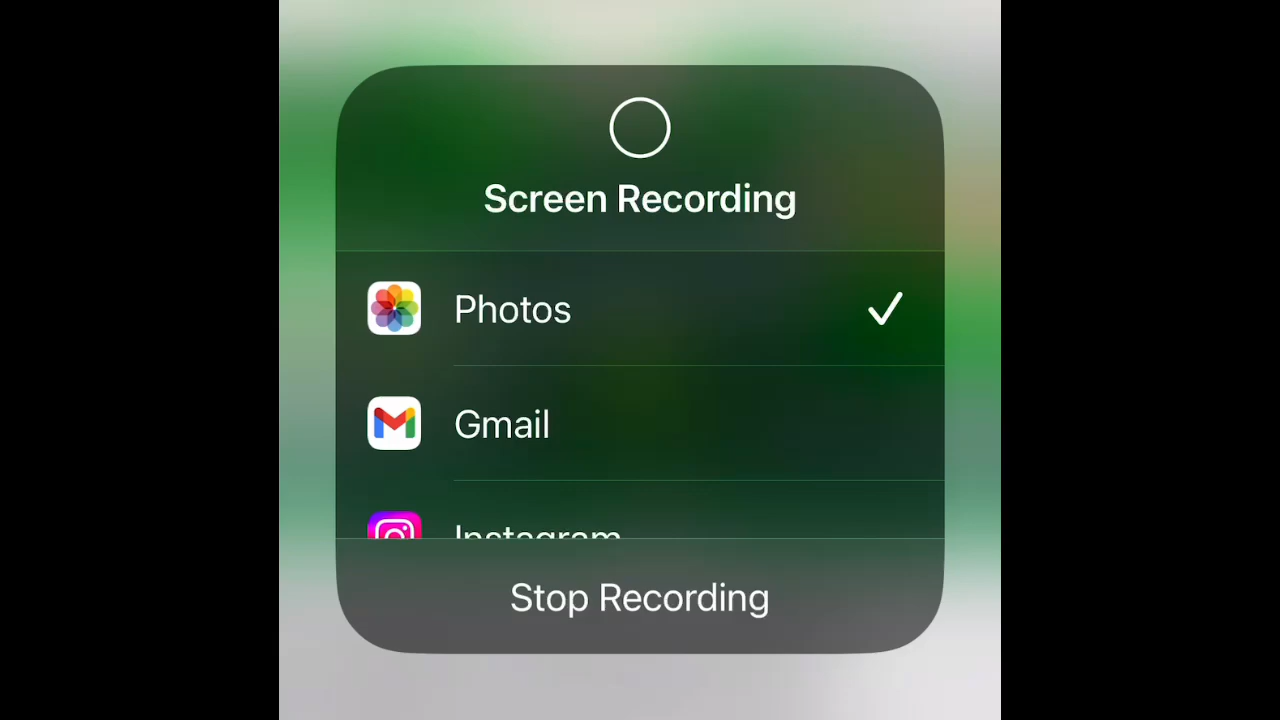 Screen Recording
Photos
Gmail
Instagram
Stop Recording